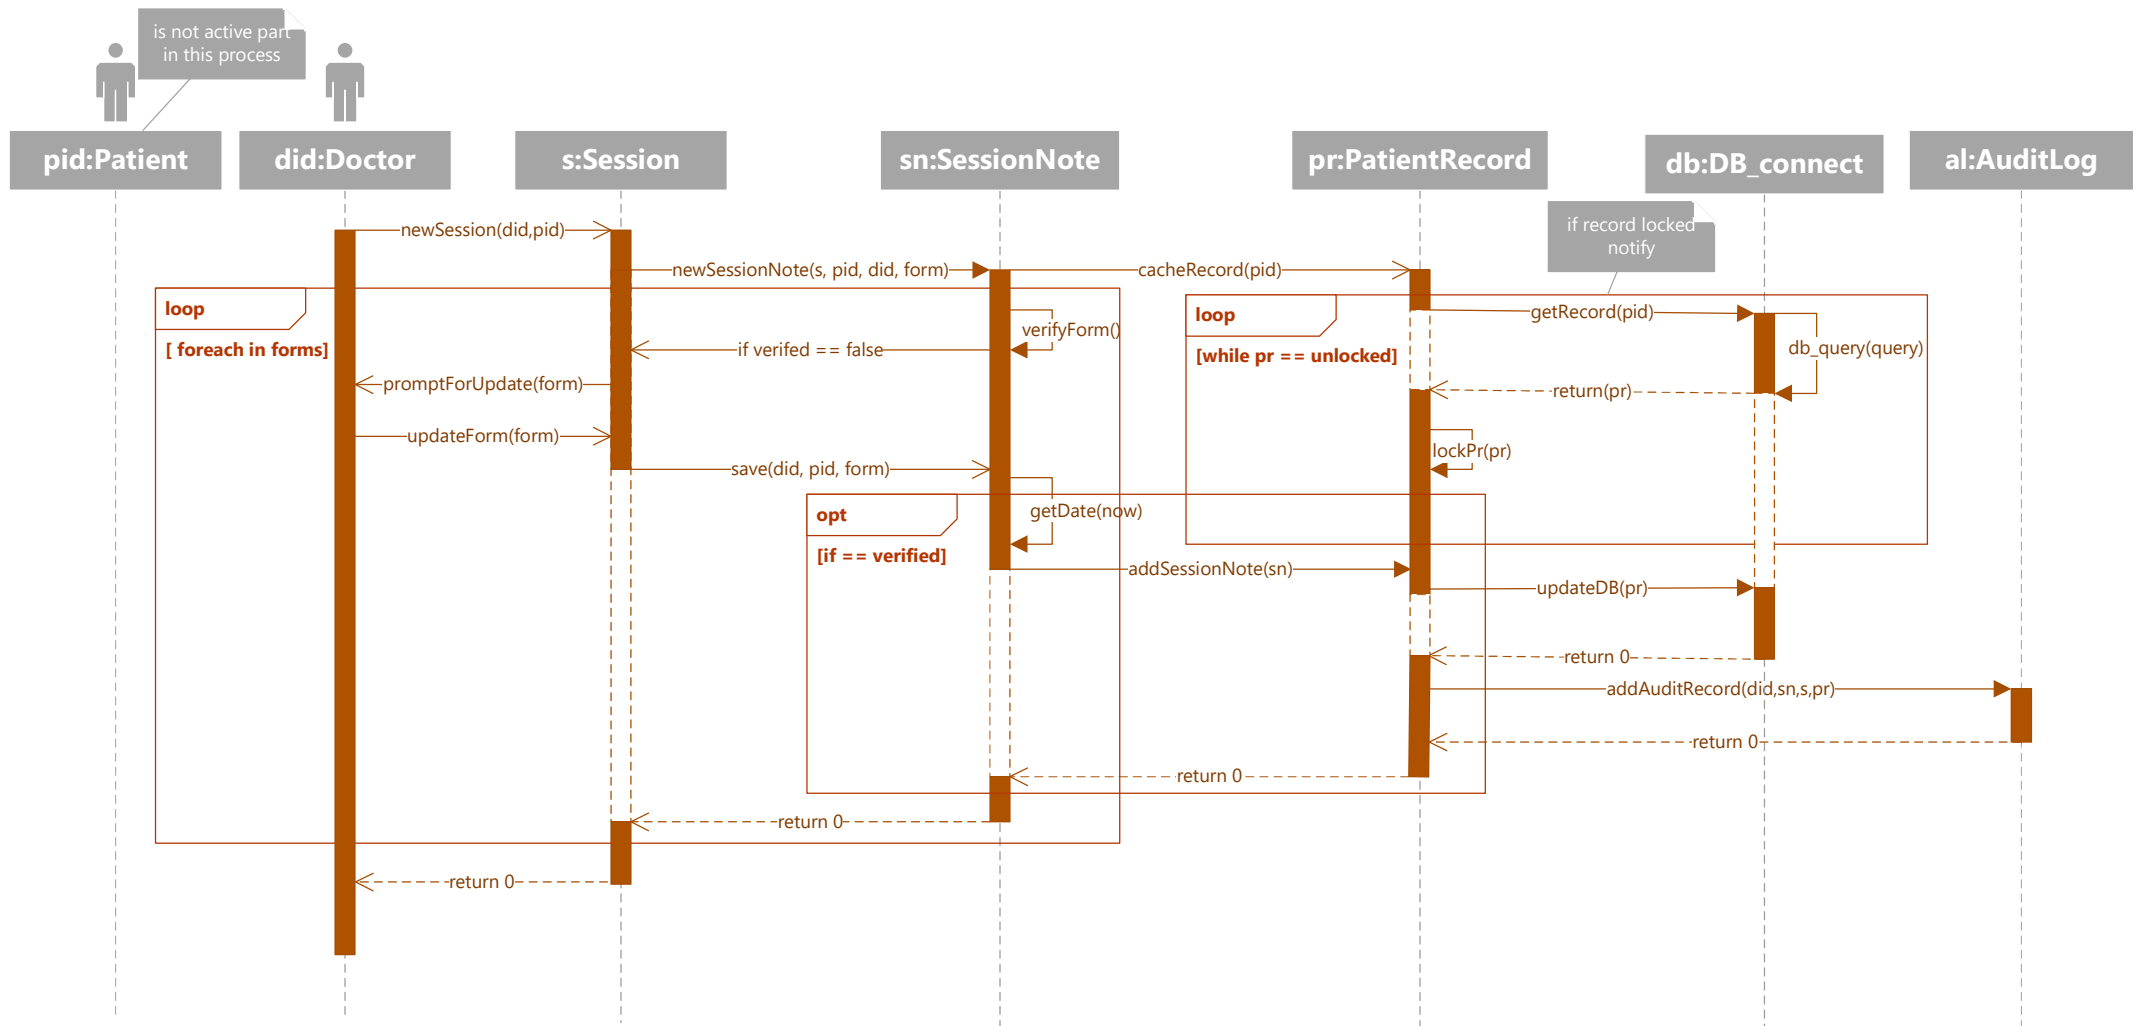 is not active part
in this process
pid:Patient
did:Doctor
s:Session
sn:SessionNote
pr:PatientRecord
db:DB_connect
al:AuditLog
if record locked
notify
newSession(did,pid)
newSessionNote(s, pid, did, form)
cacheRecord(pid)
loop
[ foreach in forms]
loop
[while pr == unlocked]
getRecord(pid)
verifyForm()
db_query(query)
if verifed == false
promptForUpdate(form)
return(pr)
updateForm(form)
lockPr(pr)
save(did, pid, form)
opt
[if == verified]
getDate(now)
addSessionNote(sn)
updateDB(pr)
return 0
addAuditRecord(did,sn,s,pr)
return 0
return 0
return 0
return 0